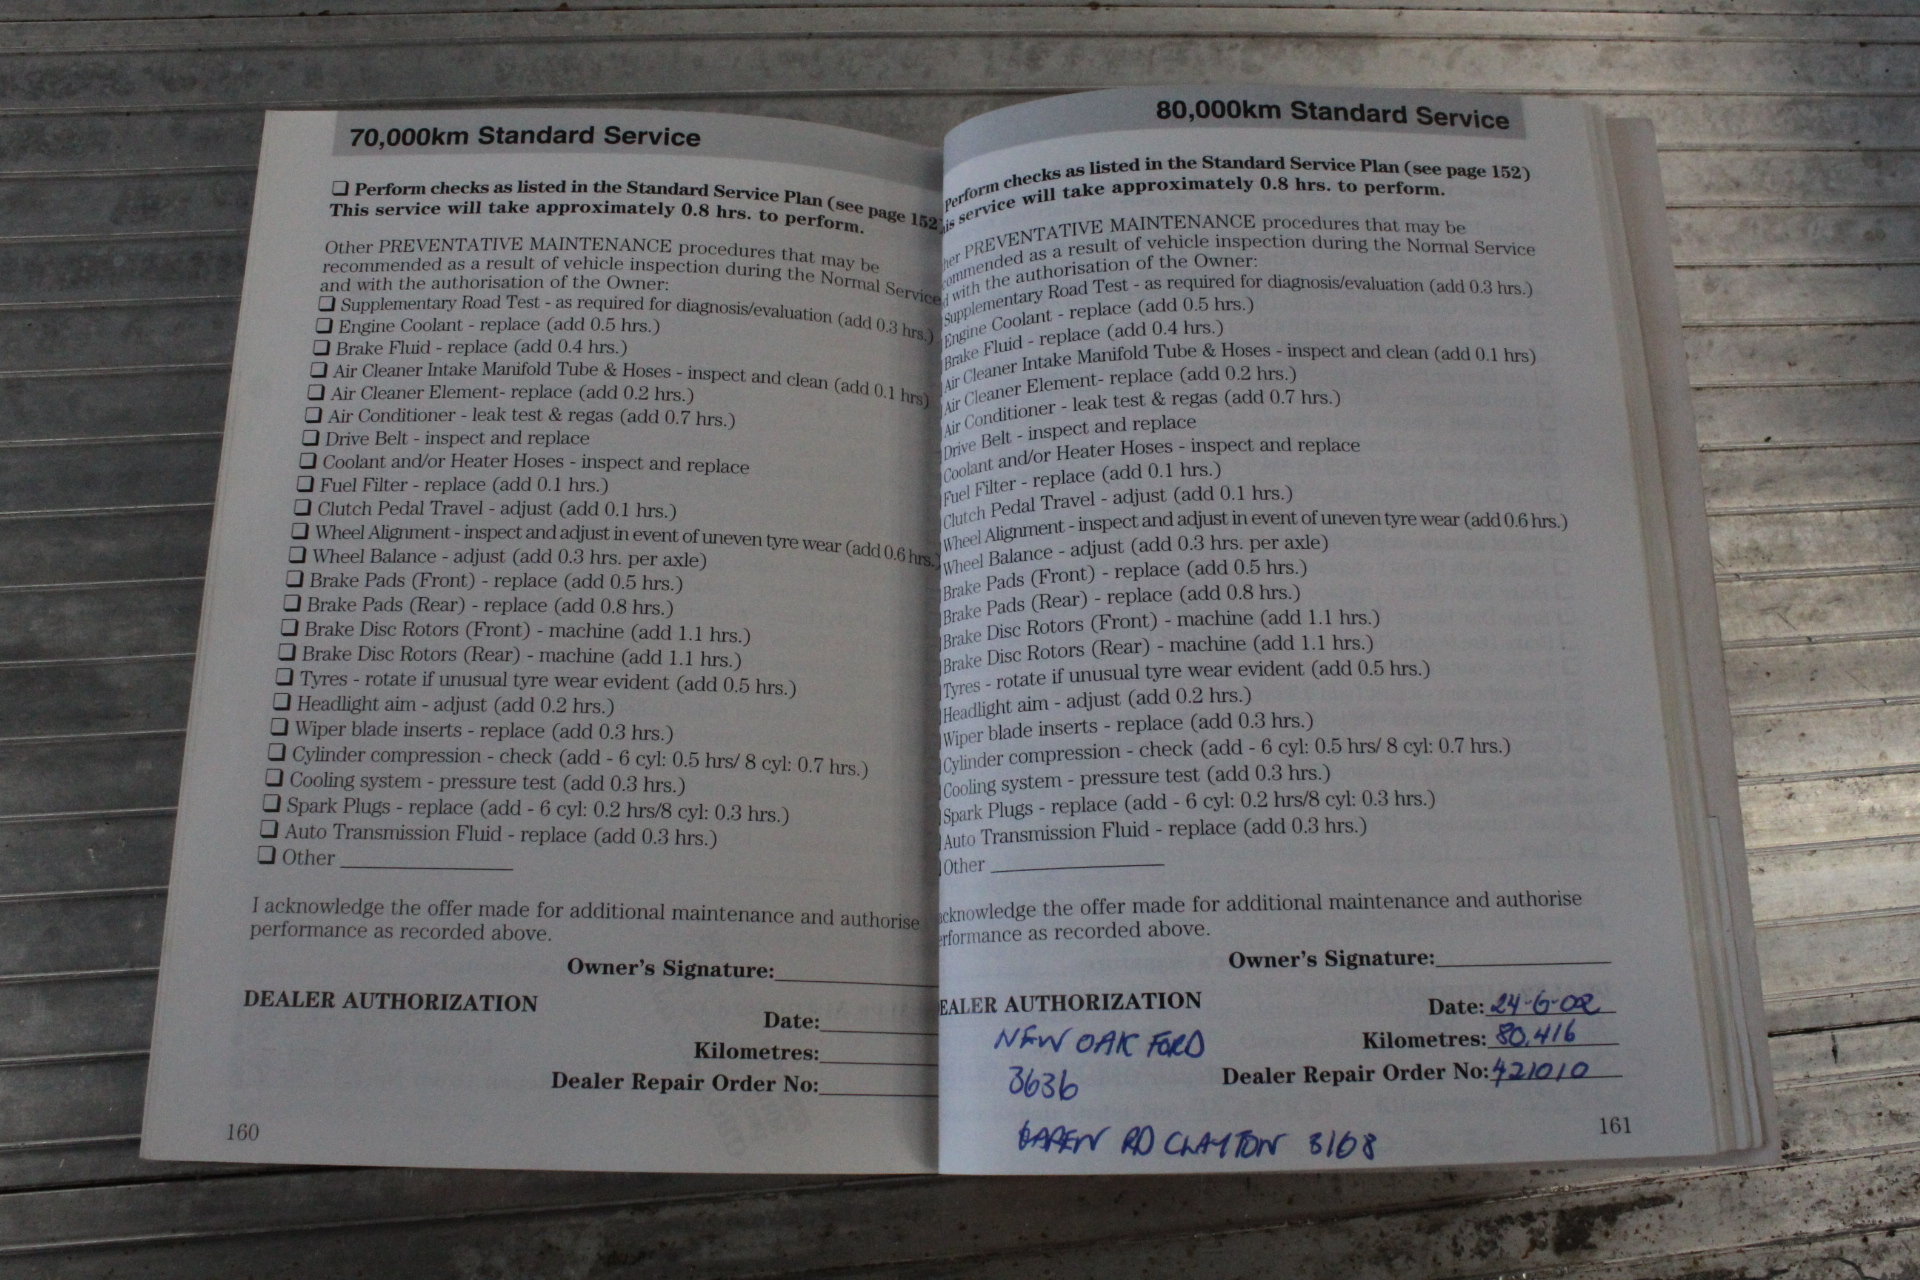 70,000km Standard Service
❏ Perform checks as listed in the Standard Service Plan (see page 152)
This service will take approximately 0.8 hrs. to perform.
Other PREVENTATIVE MAINTENANCE procedures that may be
recommended as a result of vehicle inspection during the Normal Service
and with the authorisation of the Owner:
❏ Supplementary Road Test - as required for diagnosis/evaluation (add 0.3 hrs.)
❏ Engine Coolant - replace (add 0.5 hrs.)
❏ Brake Fluid - replace (add 0.4 hrs.)
❏ Air Cleaner Intake Manifold Tube & Hoses - inspect and clean (add 0.1 hrs)
❏ Air Cleaner Element- replace (add 0.2 hrs.)
❏ Air Conditioner - leak test & regas (add 0.7 hrs.)
❏ Drive Belt - inspect and replace
❏ Coolant and/or Heater Hoses - inspect and replace
❏ Fuel Filter - replace (add 0.1 hrs.)
❏ Clutch Pedal Travel - adjust (add 0.1 hrs.)
❏ Wheel Alignment - inspect and adjust in event of uneven tyre wear (add 0.6 hrs.)
❏ Wheel Balance - adjust (add 0.3 hrs. per axle)
❏ Brake Pads (Front) - replace (add 0.5 hrs.)
❏ Brake Pads (Rear) - replace (add 0.8 hrs.)
❏ Brake Disc Rotors (Front) - machine (add 1.1 hrs.)
❏ Brake Disc Rotors (Rear) - machine (add 1.1 hrs.)
❏ Tyres - rotate if unusual tyre wear evident (add 0.5 hrs.)
❏ Headlight aim - adjust (add 0.2 hrs.)
❏ Wiper blade inserts - replace (add 0.3 hrs.)
❏ Cylinder compression - check (add - 6 cyl: 0.5 hrs/ 8 cyl: 0.7 hrs.)
❏ Cooling system - pressure test (add 0.3 hrs.)
❏ Spark Plugs - replace (add - 6 cyl: 0.2 hrs/8 cyl: 0.3 hrs.)
❏ Auto Transmission Fluid - replace (add 0.3 hrs.)
❏ Other
I acknowledge the offer made for additional maintenance and authorise
performance as recorded above.
Owner's Signature:
DEALER AUTHORIZATION
Date:
Kilometres:
Dealer Repair Order No:
160
80,000km Standard Service
Perform checks as listed in the Standard Service Plan (see page 152)
is service will take approximately 0.8 hrs. to perform.
her PREVENTATIVE MAINTENANCE procedures that may be
ommended as a result of vehicle inspection during the Normal Service
d with the authorisation of the Owner:
Supplementary Road Test - as required for diagnosis/evaluation (add 0.3 hrs.)
Engine Coolant - replace (add 0.5 hrs.)
Brake Fluid - replace (add 0.4 hrs.)
Air Cleaner Intake Manifold Tube & Hoses - inspect and clean (add 0.1 hrs)
Air Cleaner Element- replace (add 0.2 hrs.)
Air Conditioner - leak test & regas (add 0.7 hrs.)
Drive Belt - inspect and replace
Coolant and/or Heater Hoses - inspect and replace
Fuel Filter - replace (add 0.1 hrs.)
Clutch Pedal Travel - adjust (add 0.1 hrs.)
Wheel Alignment - inspect and adjust in event of uneven tyre wear (add 0.6 hrs.)
Wheel Balance - adjust (add 0.3 hrs. per axle)
Brake Pads (Front) - replace (add 0.5 hrs.)
Brake Pads (Rear) - replace (add 0.8 hrs.)
Brake Disc Rotors (Front) - machine (add 1.1 hrs.)
Brake Disc Rotors (Rear) - machine (add 1.1 hrs.)
Tyres - rotate if unusual tyre wear evident (add 0.5 hrs.)
Headlight aim - adjust (add 0.2 hrs.)
Wiper blade inserts - replace (add 0.3 hrs.)
Cylinder compression - check (add - 6 cyl: 0.5 hrs/ 8 cyl: 0.7 hrs.)
Cooling system - pressure test (add 0.3 hrs.)
Spark Plugs - replace (add - 6 cyl: 0.2 hrs/8 cyl: 0.3 hrs.)
Auto Transmission Fluid - replace (add 0.3 hrs.)
Other
acknowledge the offer made for additional maintenance and authorise
erformance as recorded above.
Owner's Signature:
EALER AUTHORIZATION
Date: 24-6-02
NEW OAK FORD
Kilometres: 80,416
3636
Dealer Repair Order No: 421010
RD CLAYTON 3168
161